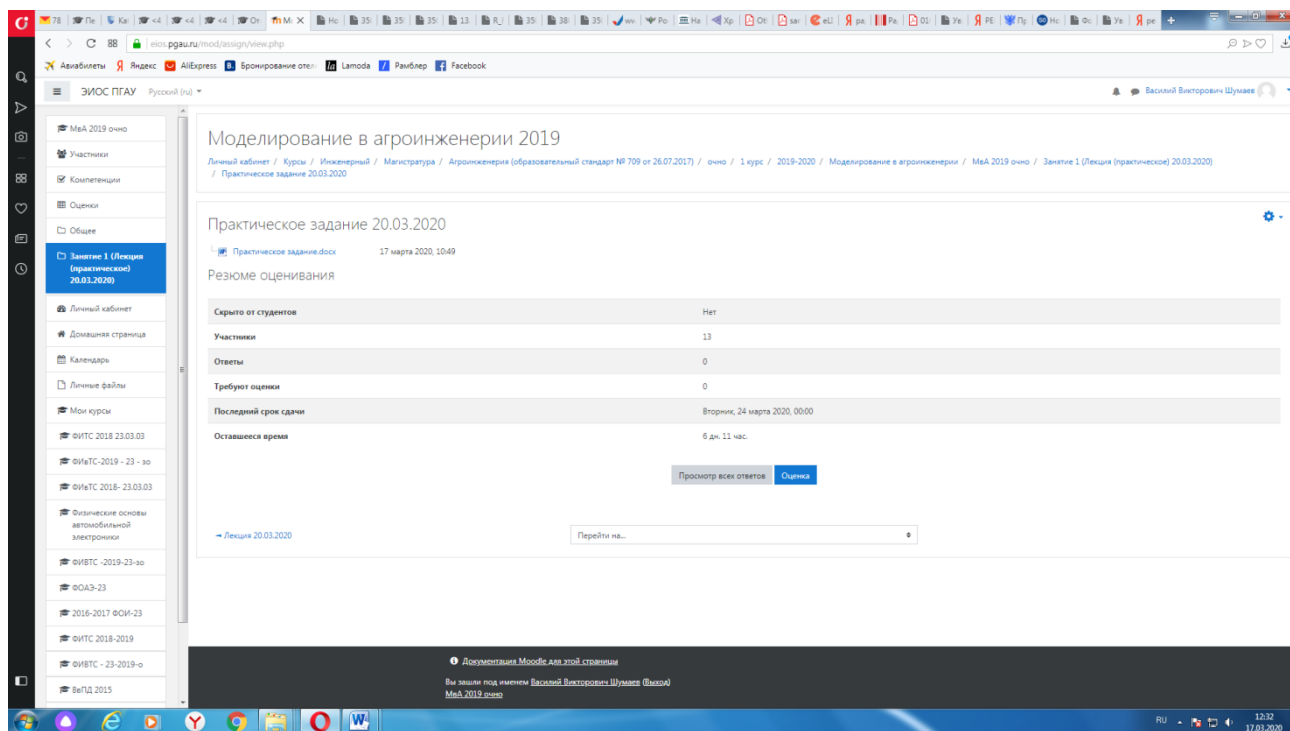 78
eios.pgau.ru/mod/assign/view.php
Авиабилеты Яндекс AliExpress Бронирование отел Lamoda Рамблер Facebook
ЭИОС ПГАУ Русский (ru)
Василий Викторович Шумаев
МвА 2019 очно
Участники
Компетенции
Оценки
Общее
Занятие 1 (Лекция
(практическое)
20.03.2020)
Личный кабинет
Домашняя страница
Календарь
Личные файлы
Мои курсы
ФИТС 2018 23.03.03
ФИвТС-2019 - 23 - зо
ФИвТС 2018- 23.03.03
Физические основы
автомобильной
электроники
ФИВТС -2019-23-зо
ФОАЭ-23
2016-2017 ФОИ-23
ФИТС 2018-2019
ФИВТС - 23-2019-о
ВвПД 2015
Моделирование в агроинженерии 2019
Личный кабинет / Курсы / Инженерный / Магистратура / Агроинженерия (образовательный стандарт № 709 от 26.07.2017) / очно / 1 курс / 2019-2020 / Моделирование в агроинженерии / МвА 2019 очно / Занятие 1 (Лекция (практическое) 20.03.2020)
/ Практическое задание 20.03.2020
Практическое задание 20.03.2020
Практическое задание.docx 17 марта 2020, 10:49
Резюме оценивания
Скрыто от студентов Нет
Участники 13
Ответы 0
Требуют оценки 0
Последний срок сдачи Вторник, 24 марта 2020, 00:00
Оставшееся время 6 дн. 11 час.
Просмотр всех ответов Оценка
→ Лекция 20.03.2020 Перейти на...
Документация Moodle для этой страницы
Вы зашли под именем Василий Викторович Шумаев (Выход)
МвА 2019 очно
RU 12:32
17.03.2020